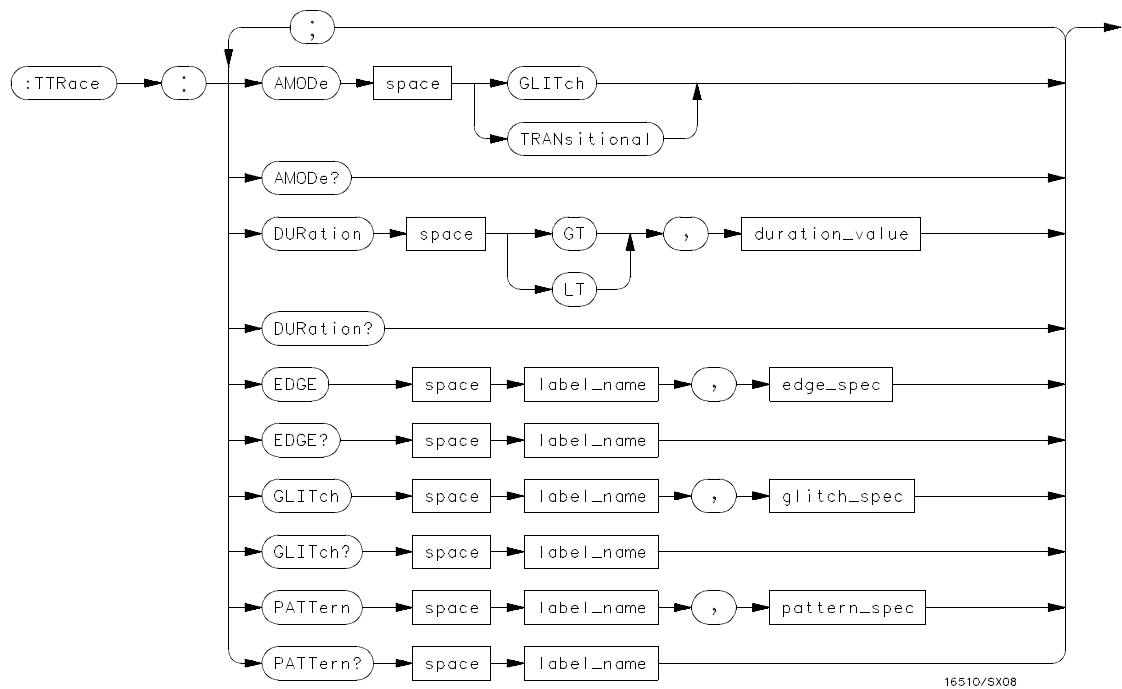 ;
:TTRace : AMODe space GLITch
TRANsitional
AMODe?
DURation space GT , duration_value
LT
DURation?
EDGE space label_name , edge_spec
EDGE? space label_name
GLITch space label_name , glitch_spec
GLITch? space label_name
PATTern space label_name , pattern_spec
PATTern? space label_name
16510/SX08